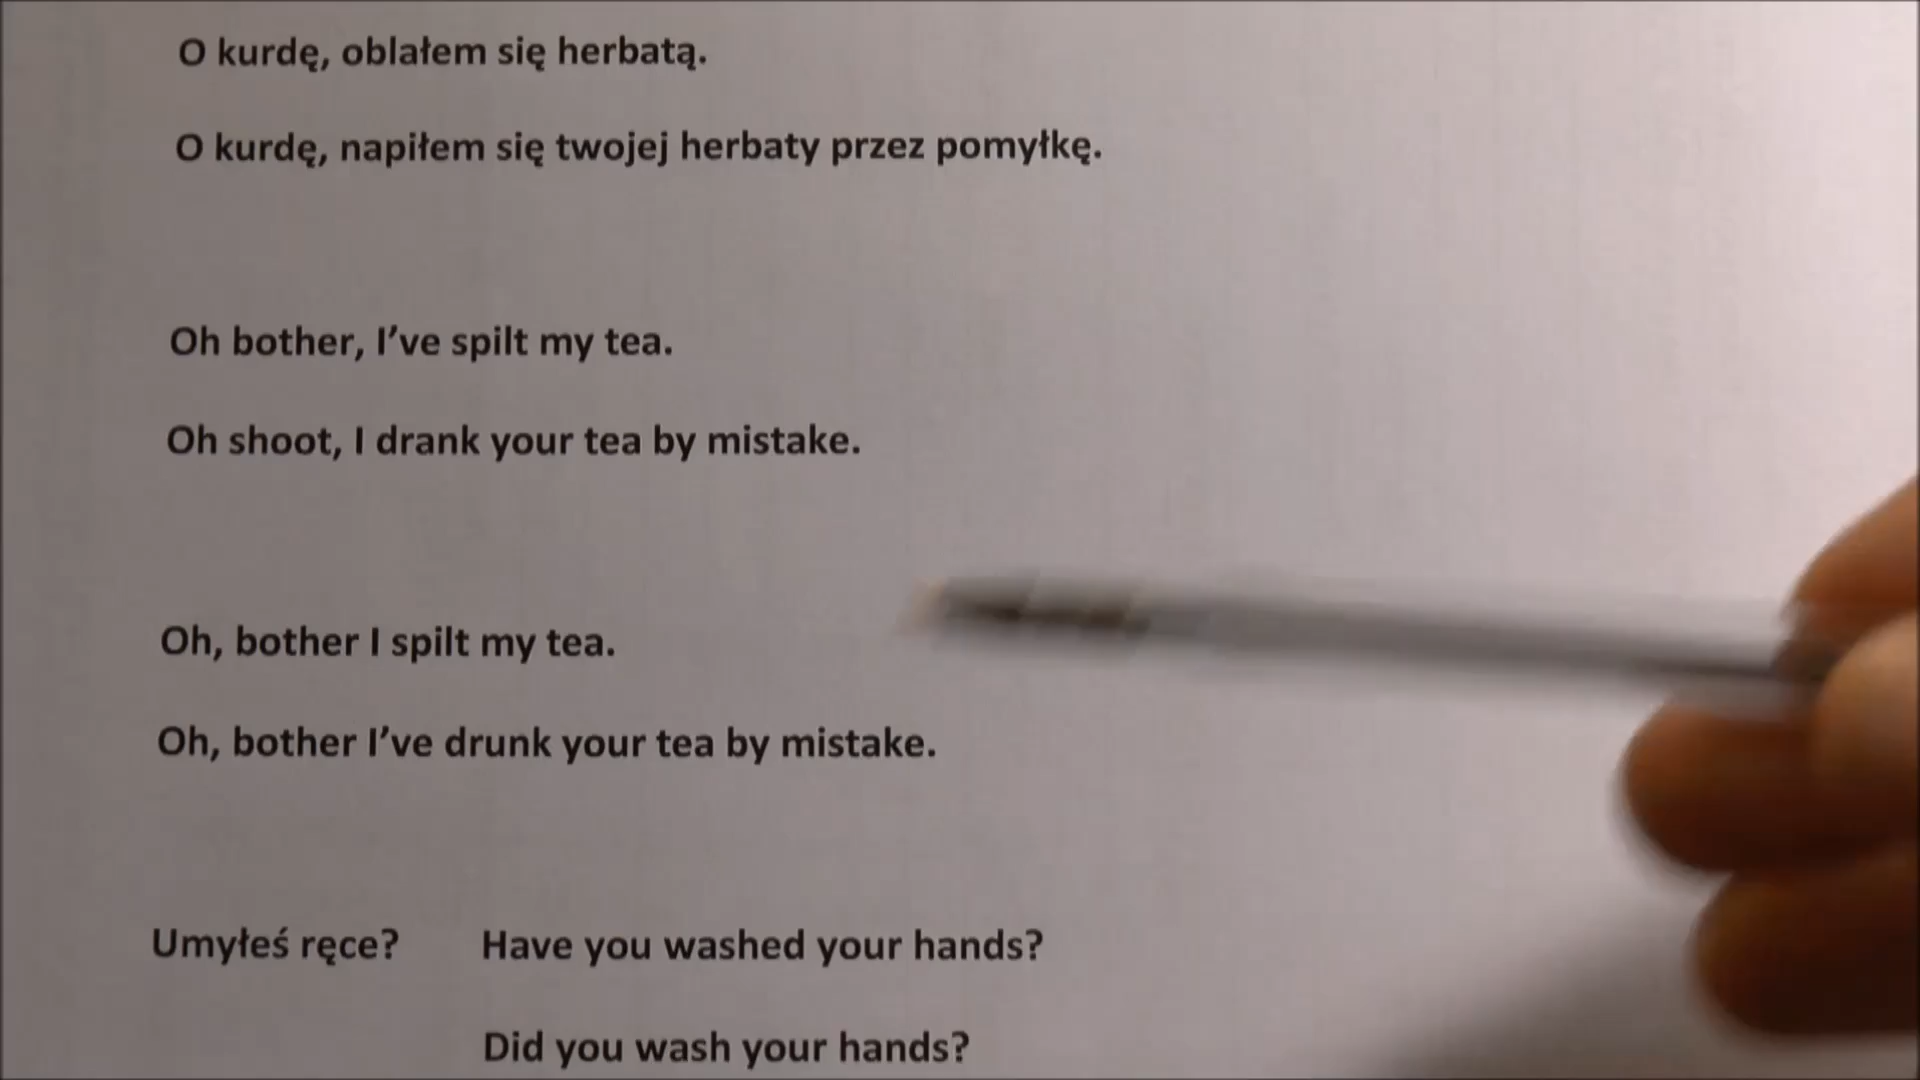 O kurdę, oblałem się herbatą.
O kurdę, napiłem się twojej herbaty przez pomyłkę.
Oh bother, I’ve spilt my tea.
Oh shoot, I drank your tea by mistake.
Oh, bother I spilt my tea.
Oh, bother I’ve drunk your tea by mistake.
Umyłeś ręce? Have you washed your hands?
Did you wash your hands?